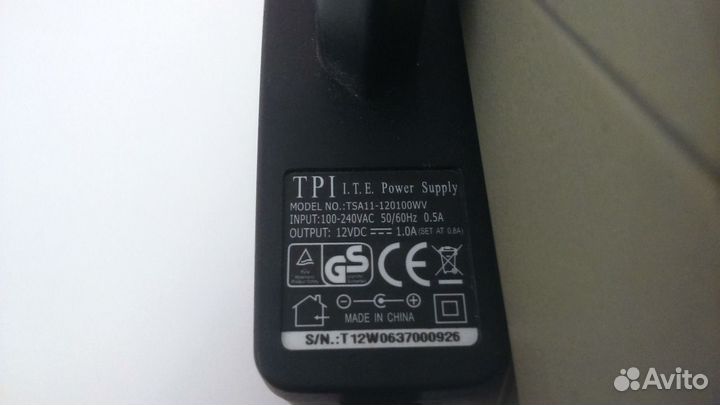 TPI I.T.E. Power Supply
MODEL NO.:TSA11-120100WV
INPUT:100-240VAC 50/60Hz 0.5A
OUTPUT: 12VDC 1.0A(SET AT 0.8A)
GS CE
MADE IN CHINA
S/N.:T12W0637000926
Avito